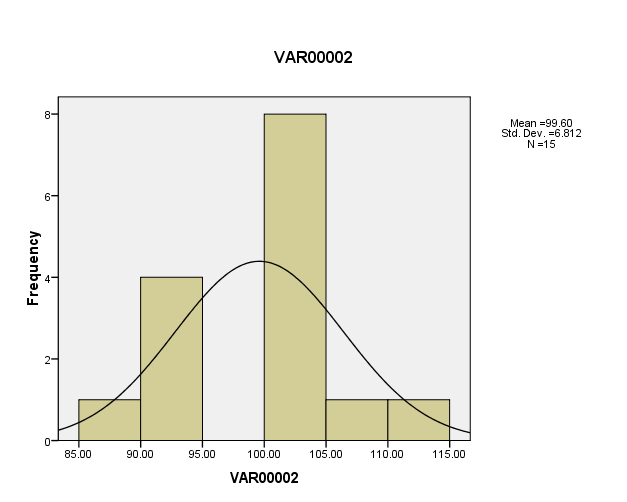 VAR00002
Mean =99.60
Std. Dev. =6.812
N =15
Frequency
8
6
4
2
0
85.00 90.00 95.00 100.00 105.00 110.00 115.00
VAR00002